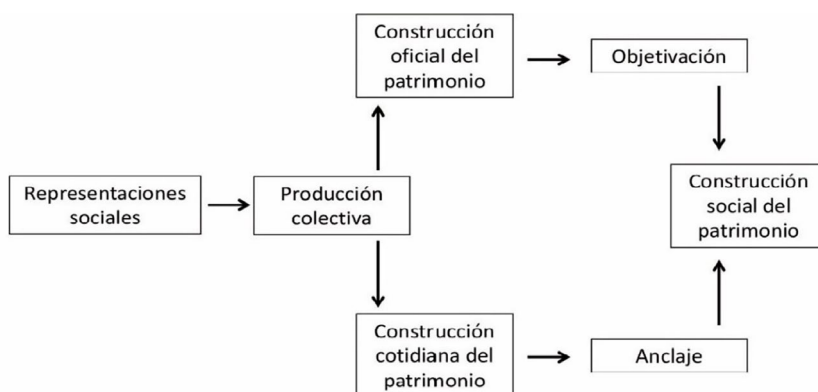 Construcción
oficial del
patrimonio
Objetivación
Representaciones
sociales
Producción
colectiva
Construcción
social del
patrimonio
Construcción
cotidiana del
patrimonio
Anclaje